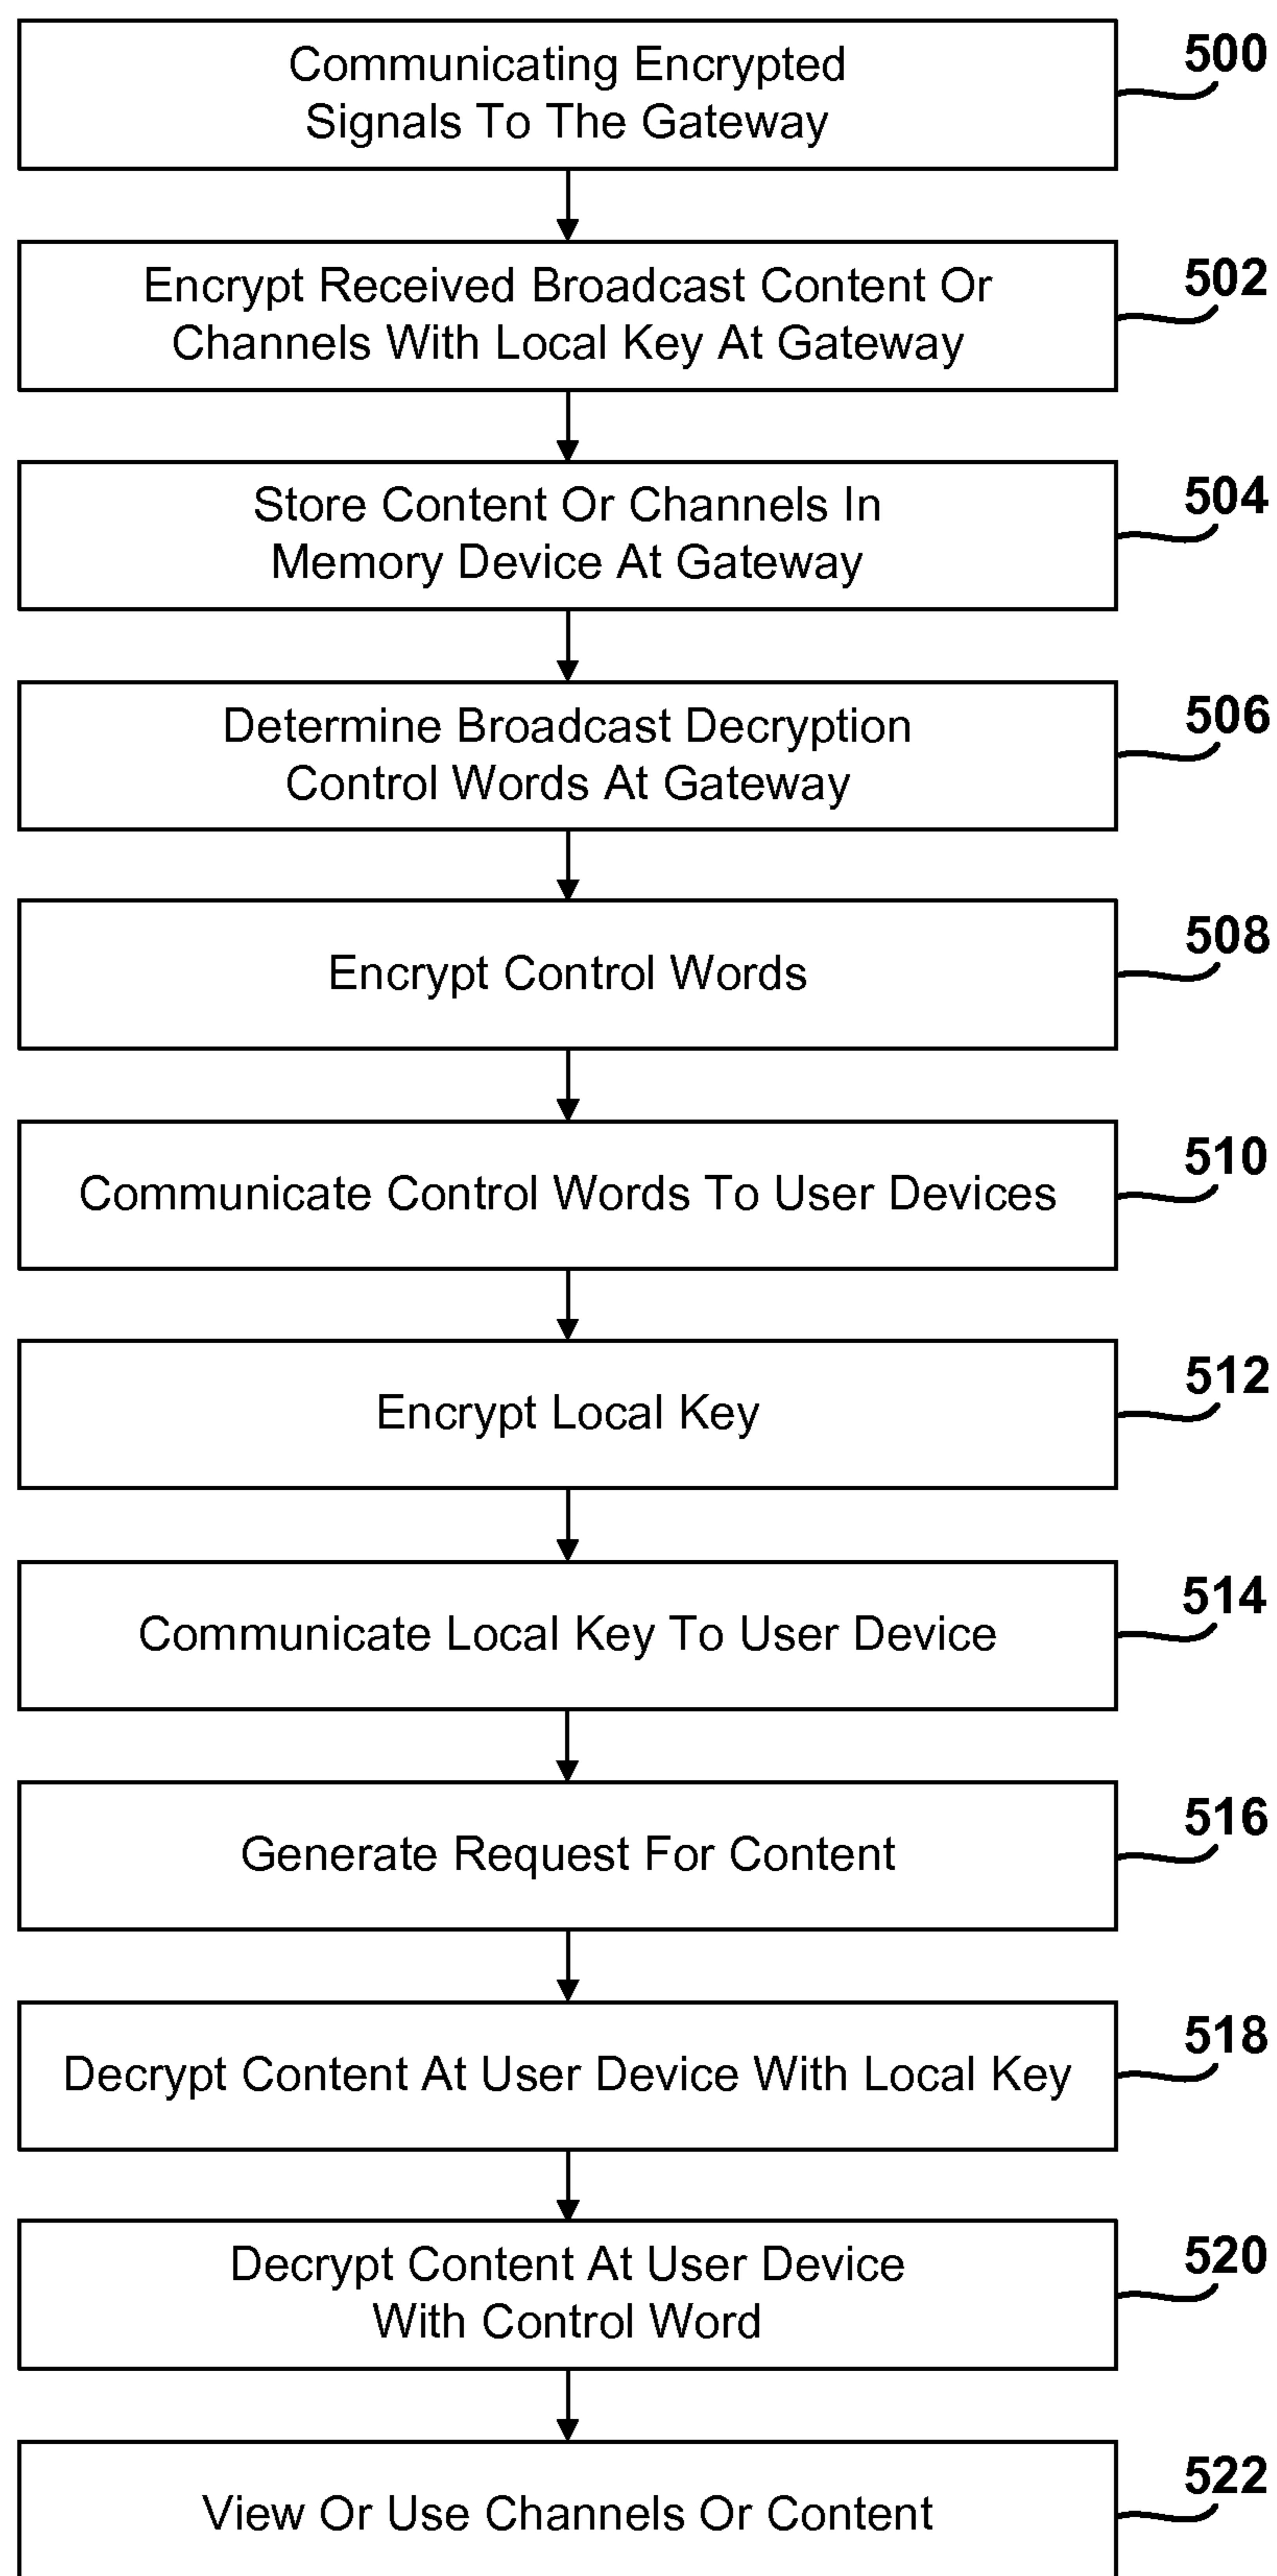 Communicating Encrypted
Signals To The Gateway
500
Encrypt Received Broadcast Content Or
Channels With Local Key At Gateway
502
Store Content Or Channels In
Memory Device At Gateway
504
Determine Broadcast Decryption
Control Words At Gateway
506
Encrypt Control Words
508
Communicate Control Words To User Devices
510
Encrypt Local Key
512
Communicate Local Key To User Device
514
Generate Request For Content
516
Decrypt Content At User Device With Local Key
518
Decrypt Content At User Device
With Control Word
520
View Or Use Channels Or Content
522